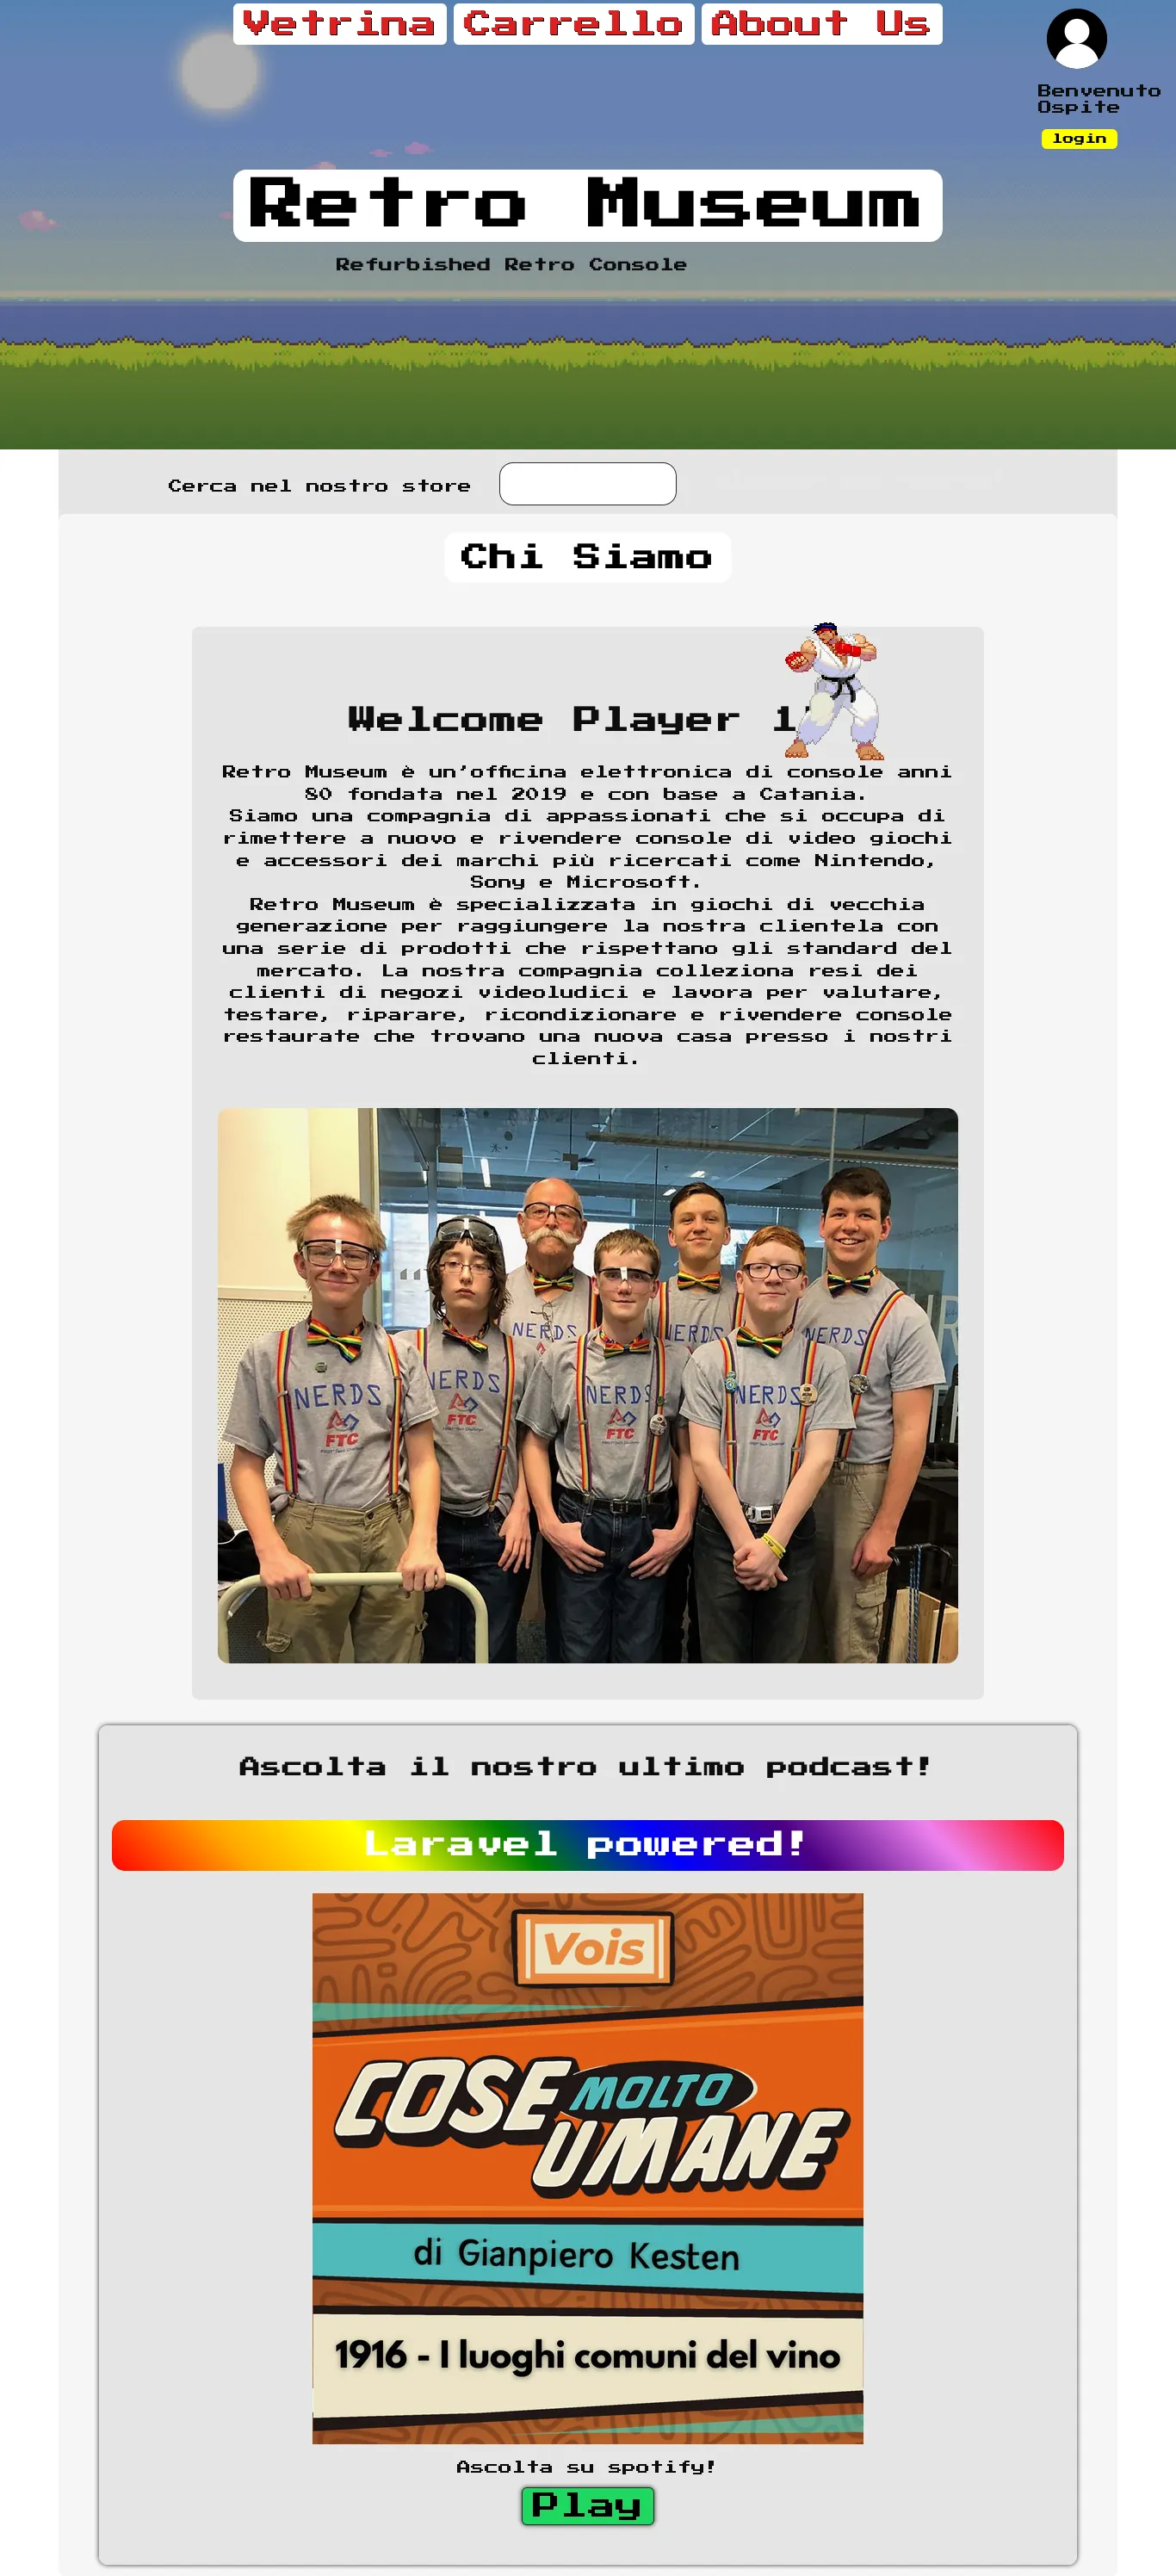 Vetrina Carrello About Us
Benvenuto
Ospite
login
Retro Museum
Refurbished Retro Console
Cerca nel nostro store
Chi Siamo
Welcome Player 1
Retro Museum è un'officina elettronica di console anni
80 fondata nel 2019 e con base a Catania.
Siamo una compagnia di appassionati che si occupa di
rimettere a nuovo e rivendere console di video giochi
e accessori dei marchi più ricercati come Nintendo,
Sony e Microsoft.
Retro Museum è specializzata in giochi di vecchia
generazione per raggiungere la nostra clientela con
una serie di prodotti che rispettano gli standard del
mercato. La nostra compagnia colleziona resi dei
clienti di negozi videoludici e lavora per valutare,
testare, riparare, ricondizionare e rivendere console
restaurate che trovano una nuova casa presso i nostri
clienti.
NERDS
NERDS
NERDS
NERDS
NERDS
NERDS
NERDS
FTC
FTC
FTC
FTC
Ascolta il nostro ultimo podcast!
Laravel powered!
Vois
COSE MOLTO
UMANE
di Gianpiero Kesten
1916 - I luoghi comuni del vino
Ascolta su spotify!
Play